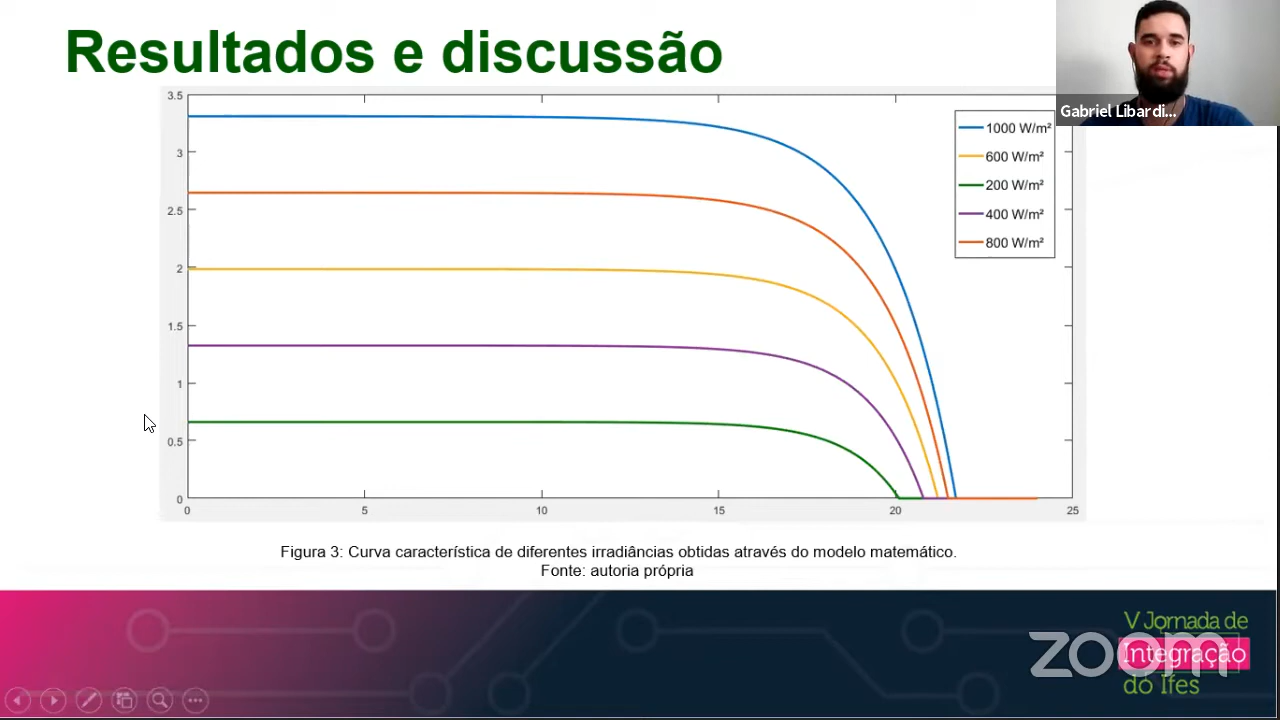 Resultados e discussão
Gabriel Libardi...
3.5
3
2.5
2
1.5
1
0.5
0
0
5
10
15
20
25
1000 W/m²
600 W/m²
200 W/m²
400 W/m²
800 W/m²
Figura 3: Curva característica de diferentes irradiâncias obtidas através do modelo matemático.
Fonte: autoria própria
V Jornada de
Integração
do Ifes
zoom